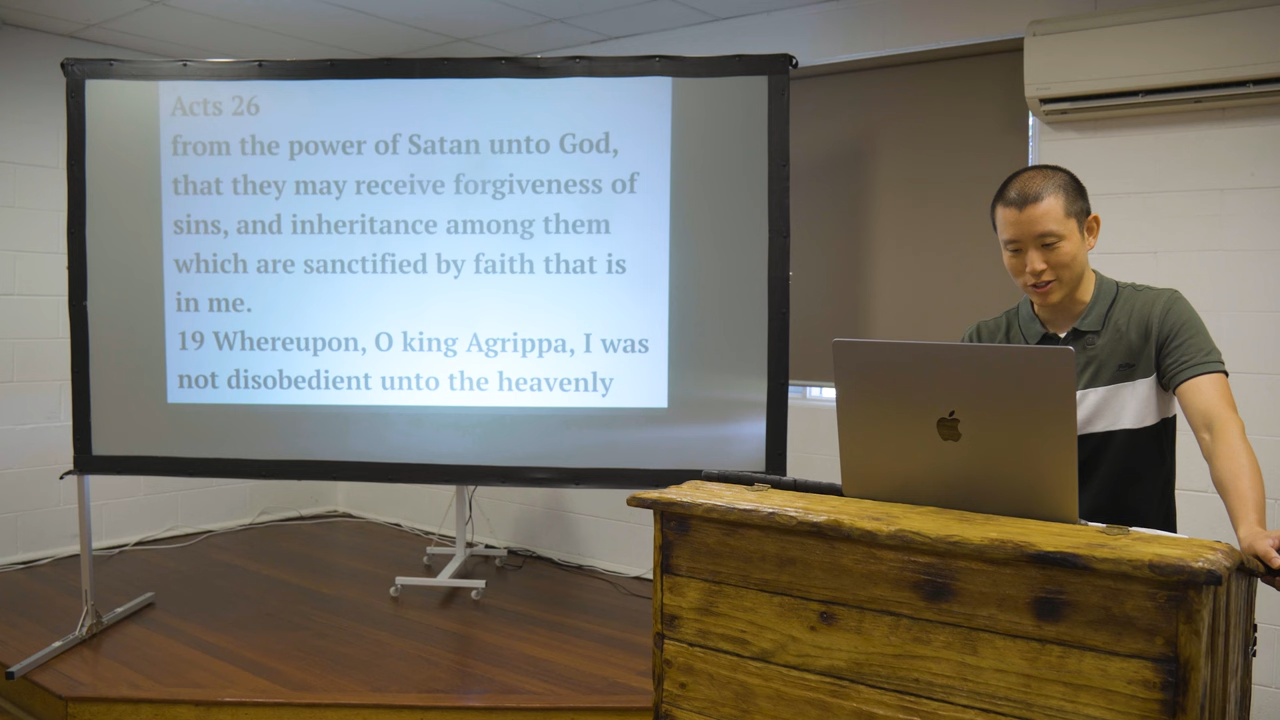 Acts 26
from the power of Satan unto God,
that they may receive forgiveness of
sins, and inheritance among them
which are sanctified by faith that is
in me.
19 Whereupon, O king Agrippa, I was
not disobedient unto the heavenly